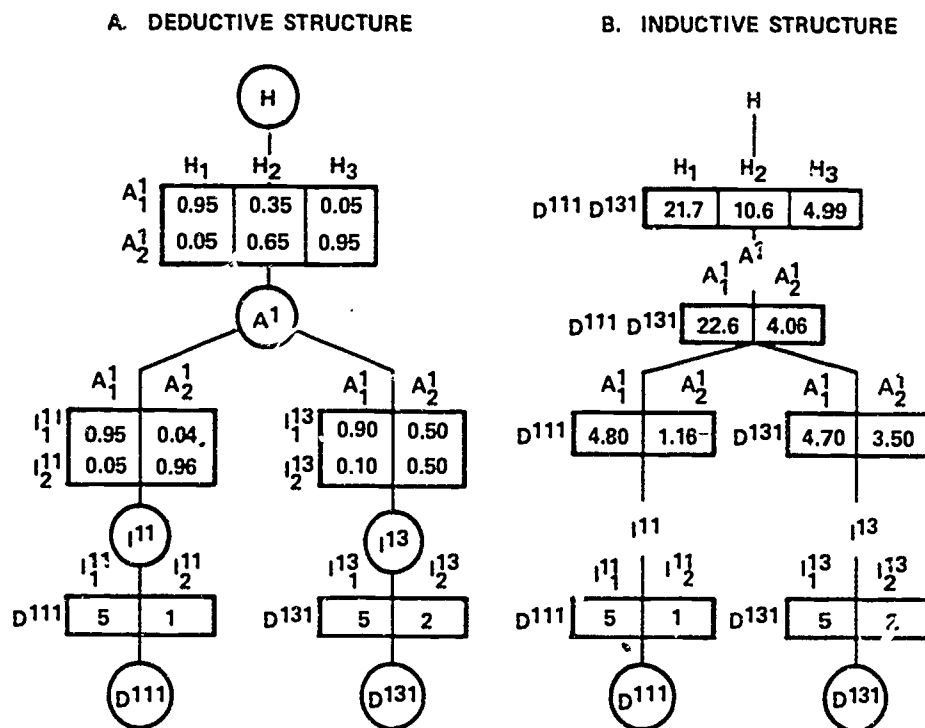 A. DEDUCTIVE STRUCTURE
H
H1 H2 H3
A₁¹ 0.95 0.35 0.05
A₂¹ 0.05 0.65 0.95
A¹
A₁¹ A₂¹
I₁¹¹ 0.95 0.04
I₂¹¹ 0.05 0.96
I¹¹
I₁¹¹ I₂¹¹
D¹¹¹ 5 1
D¹¹¹
A₁¹ A₂¹
I₁¹³ 0.90 0.50
I₂¹³ 0.10 0.50
I¹³
I₁¹³ I₂¹³
D¹³¹ 5 2
D¹³¹
B. INDUCTIVE STRUCTURE
H
H1 H2 H3
D¹¹¹ D¹³¹ 21.7 10.6 4.99
A¹
A₁¹ A₂¹
D¹¹¹ D¹³¹ 22.6 4.06
A₁¹ A₂¹
D¹¹¹ 4.80 1.16
I¹¹
I₁¹¹ I₂¹¹
D¹¹¹ 5 1
D¹¹¹
A₁¹ A₂¹
D¹³¹ 4.70 3.50
I¹³
I₁¹³ I₂¹³
D¹³¹ 5
D¹³¹